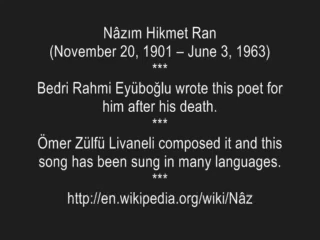 Nâzım Hikmet Ran
(November 20, 1901 – June 3, 1963)
***
Bedri Rahmi Eyüboğlu wrote this poet for
him after his death.
***
Ömer Zülfü Livaneli composed it and this
song has been sung in many languages.
***
http://en.wikipedia.org/wiki/Nâz